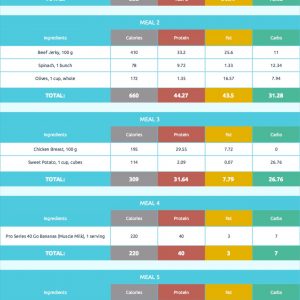 MEAL 2
Ingredients Calories Protein Fat Carbs
Beef Jerky, 100 g 410 33.2 25.6 11
Spinach, 1 bunch 78 9.72 1.33 12.34
Olives, 1 cup, whole 172 1.35 16.57 7.94
TOTAL: 660 44.27 43.5 31.28
MEAL 3
Ingredients Calories Protein Fat Carbs
Chicken Breast, 100 g 195 29.55 7.72 0
Sweet Potato, 1 cup, cubes 114 2.09 0.07 26.76
TOTAL: 309 31.64 7.79 26.76
MEAL 4
Ingredients Calories Protein Fat Carbs
Pro Series 40 Go Bananas (Muscle Milk), 1 serving 220 40 3 7
TOTAL: 220 40 3 7
MEAL 5
Ingredients Calories Protein Fat Carbs